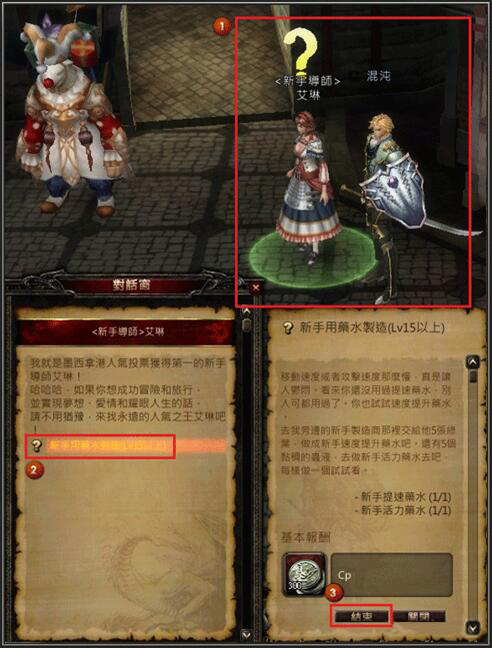 1
<新手導師>
艾琳
混沌
對話窗
<新手導師>艾琳
我就是墨西拿港人氣投票獲得第一的新手
導師艾琳！
哈哈哈．如果你想成功冒險和旅行．
並實現夢想．愛情和耀眼人生的話．
請不用猶豫．來找永遠的人氣之王艾琳吧
！
新手用藥水製造(Lv15以上)
2
新手用藥水製造(Lv15以上)
移動速度或者攻擊速度那麼慢．真是讓
人鬱悶。看來你還沒用過提速藥水．別
人可都用過了．你也試試速度提升藥水
．
去我旁邊的新手製造商那裡交給他5張綠
葉．做成新手速度提升藥水吧。還有5個
黏稠的蟲液．去做新手活力藥水去吧．
每樣做一個試試看。
- 新手提速藥水 (1/1)
- 新手活力藥水 (1/1)
基本報酬
300
Cp
3
結束
關閉